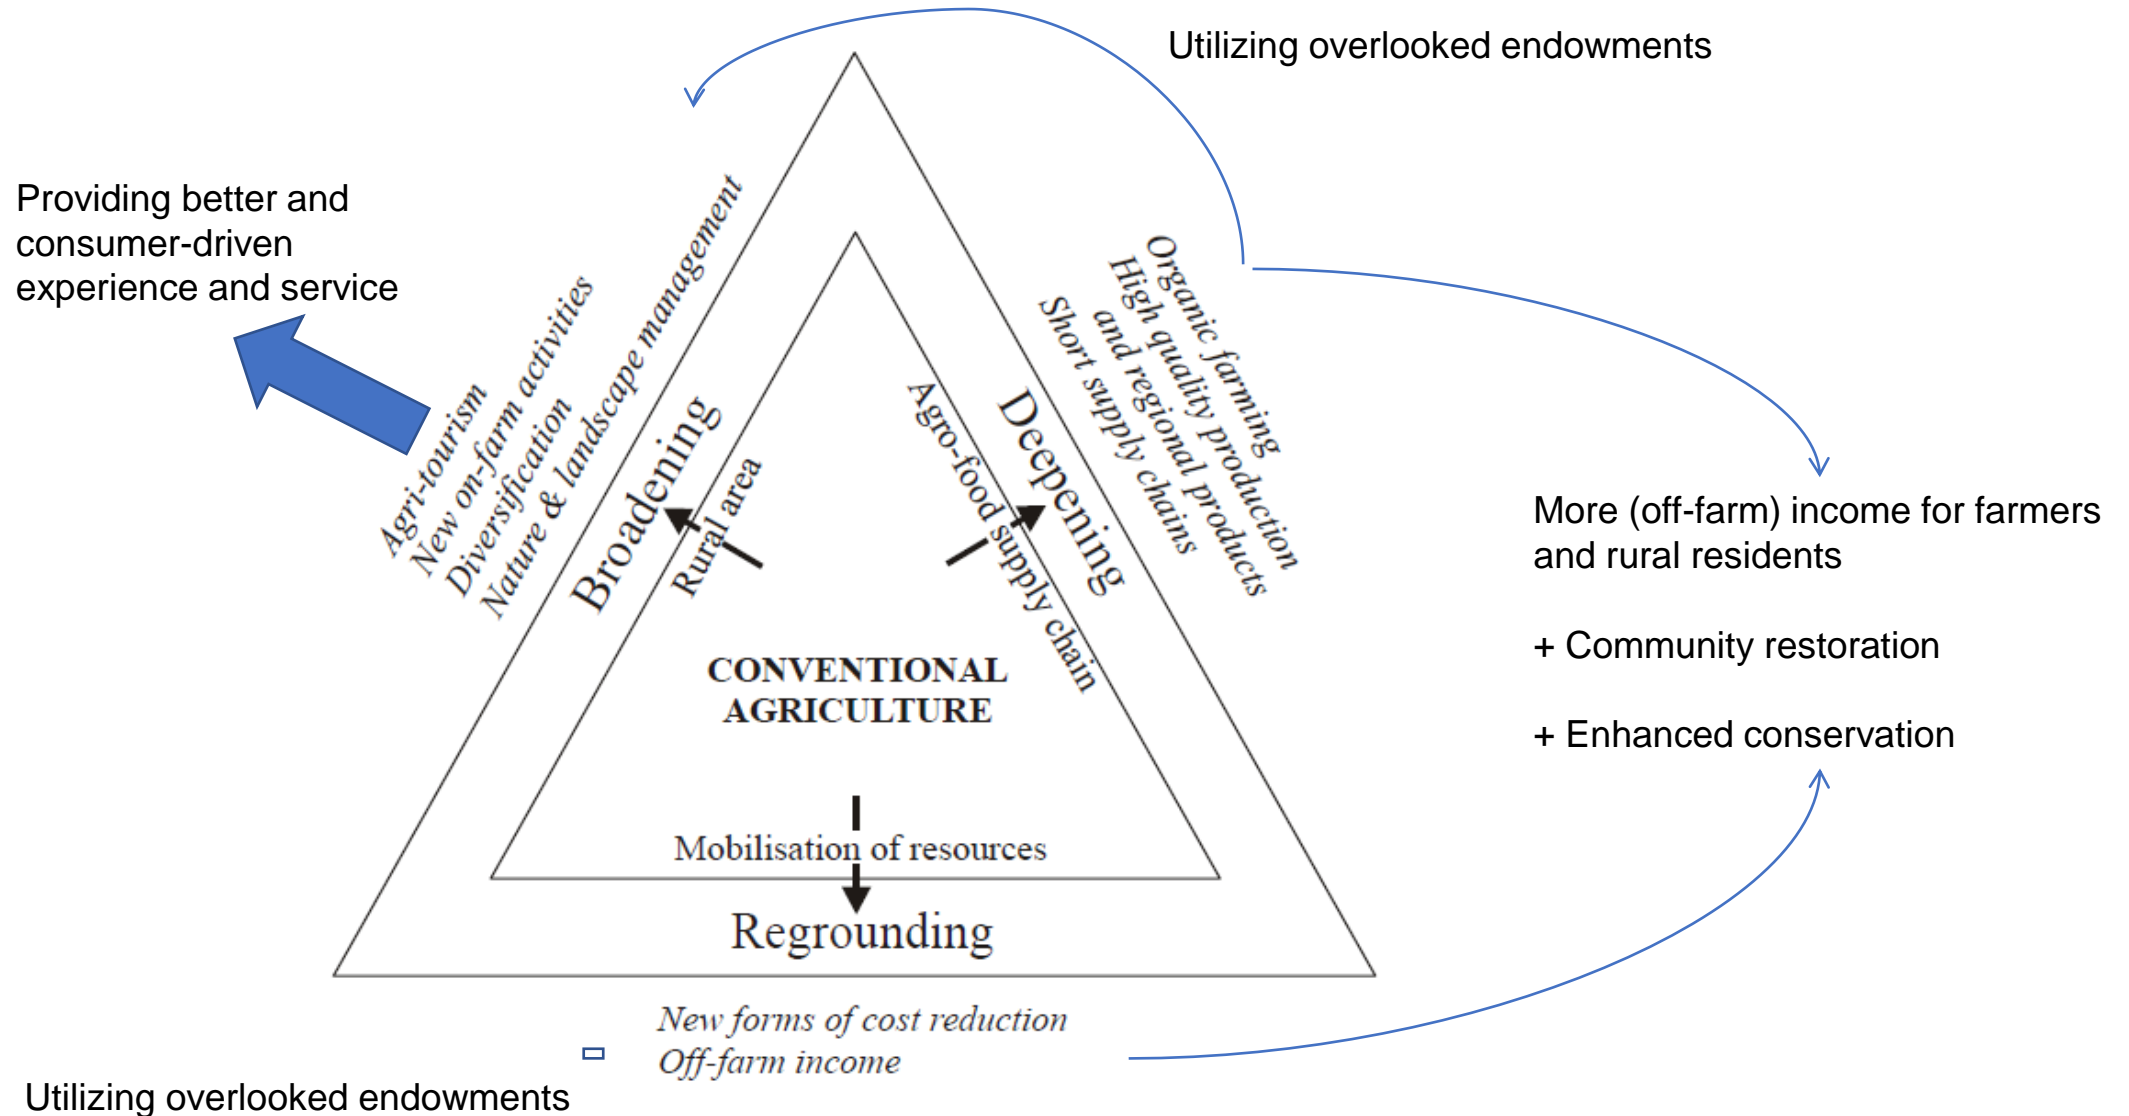 Utilizing overlooked endowments
Providing better and
consumer-driven
experience and service
Agri-tourism
New on-farm activities
Diversification
Nature & landscape management
Broadening
Rural area
Organic farming
High quality production
and regional products
Short supply chains
Deepening
Agro-food supply chain
CONVENTIONAL
AGRICULTURE
Mobilisation of resources
Regrounding
New forms of cost reduction
Off-farm income
More (off-farm) income for farmers
and rural residents
+ Community restoration
+ Enhanced conservation
Utilizing overlooked endowments